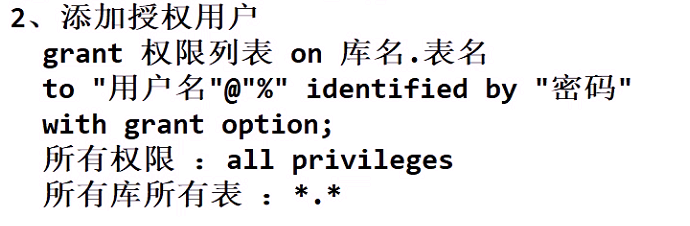 2、添加授权用户
grant 权限列表 on 库名.表名
to "用户名"@"%" identified by "密码"
with grant option;
所有权限 ：all privileges
所有库所有表 ：*.*